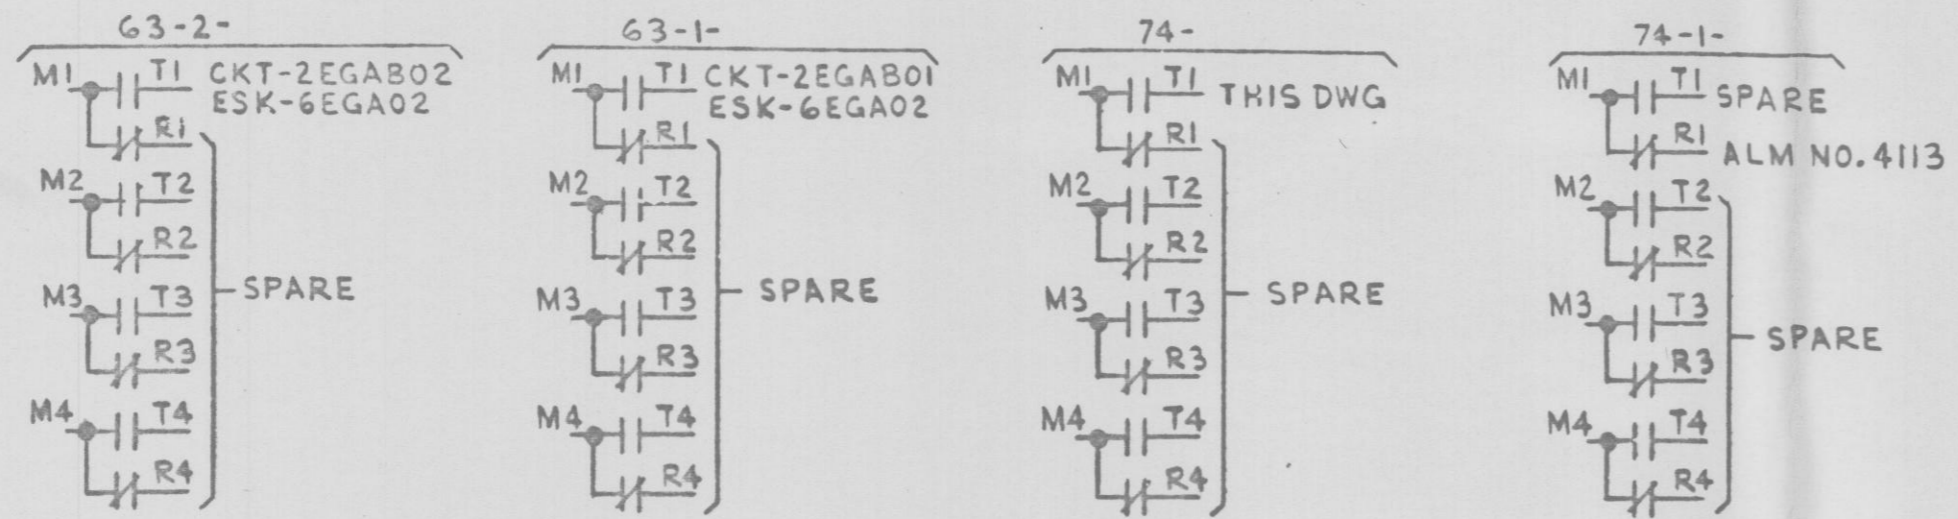 63-2-
M1 T1 CKT-2EGAB02
ESK-6EGA02
R1
M2 T2
R2
SPARE
M3 T3
R3
M4 T4
R4
63-1-
M1 T1 CKT-2EGAB01
ESK-6EGA02
R1
M2 T2
R2
SPARE
M3 T3
R3
M4 T4
R4
74-
M1 T1 THIS DWG
R1
M2 T2
R2
SPARE
M3 T3
R3
M4 T4
R4
74-1-
M1 T1 SPARE
R1 ALM NO. 4113
M2 T2
R2
M3 T3
SPARE
R3
M4 T4
R4